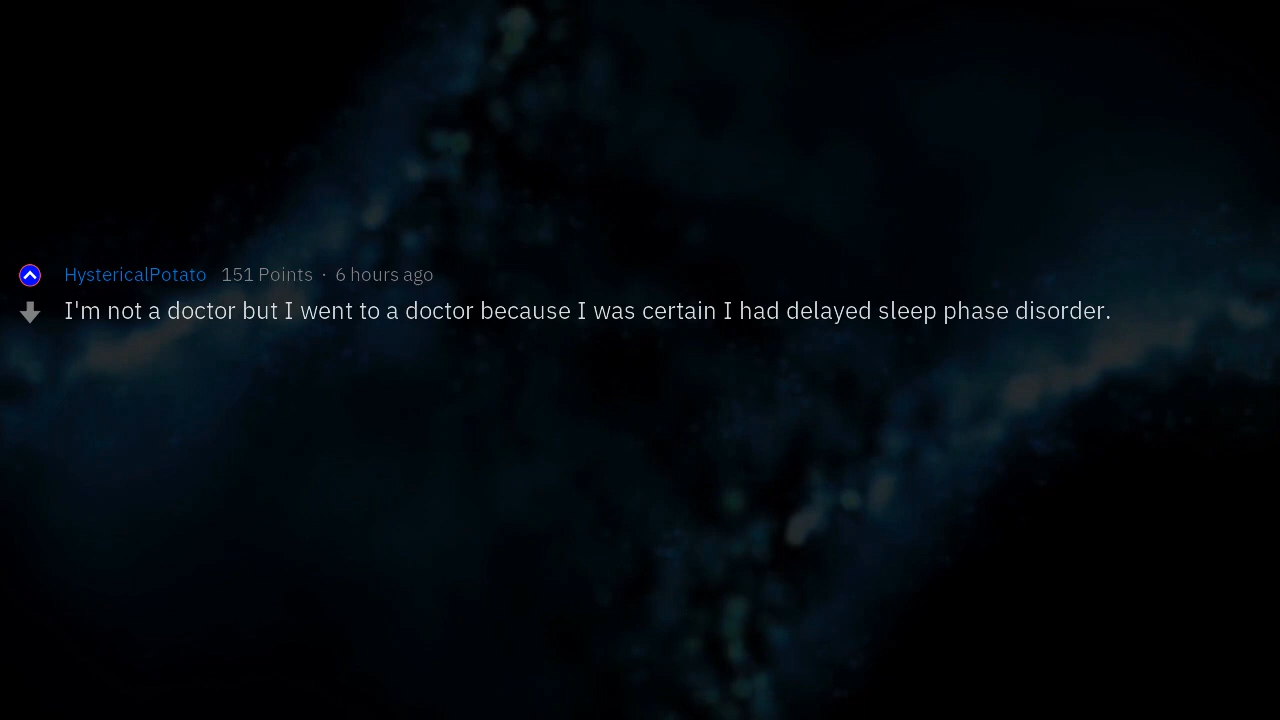 HystericalPotato 151 Points · 6 hours ago
I'm not a doctor but I went to a doctor because I was certain I had delayed sleep phase disorder.